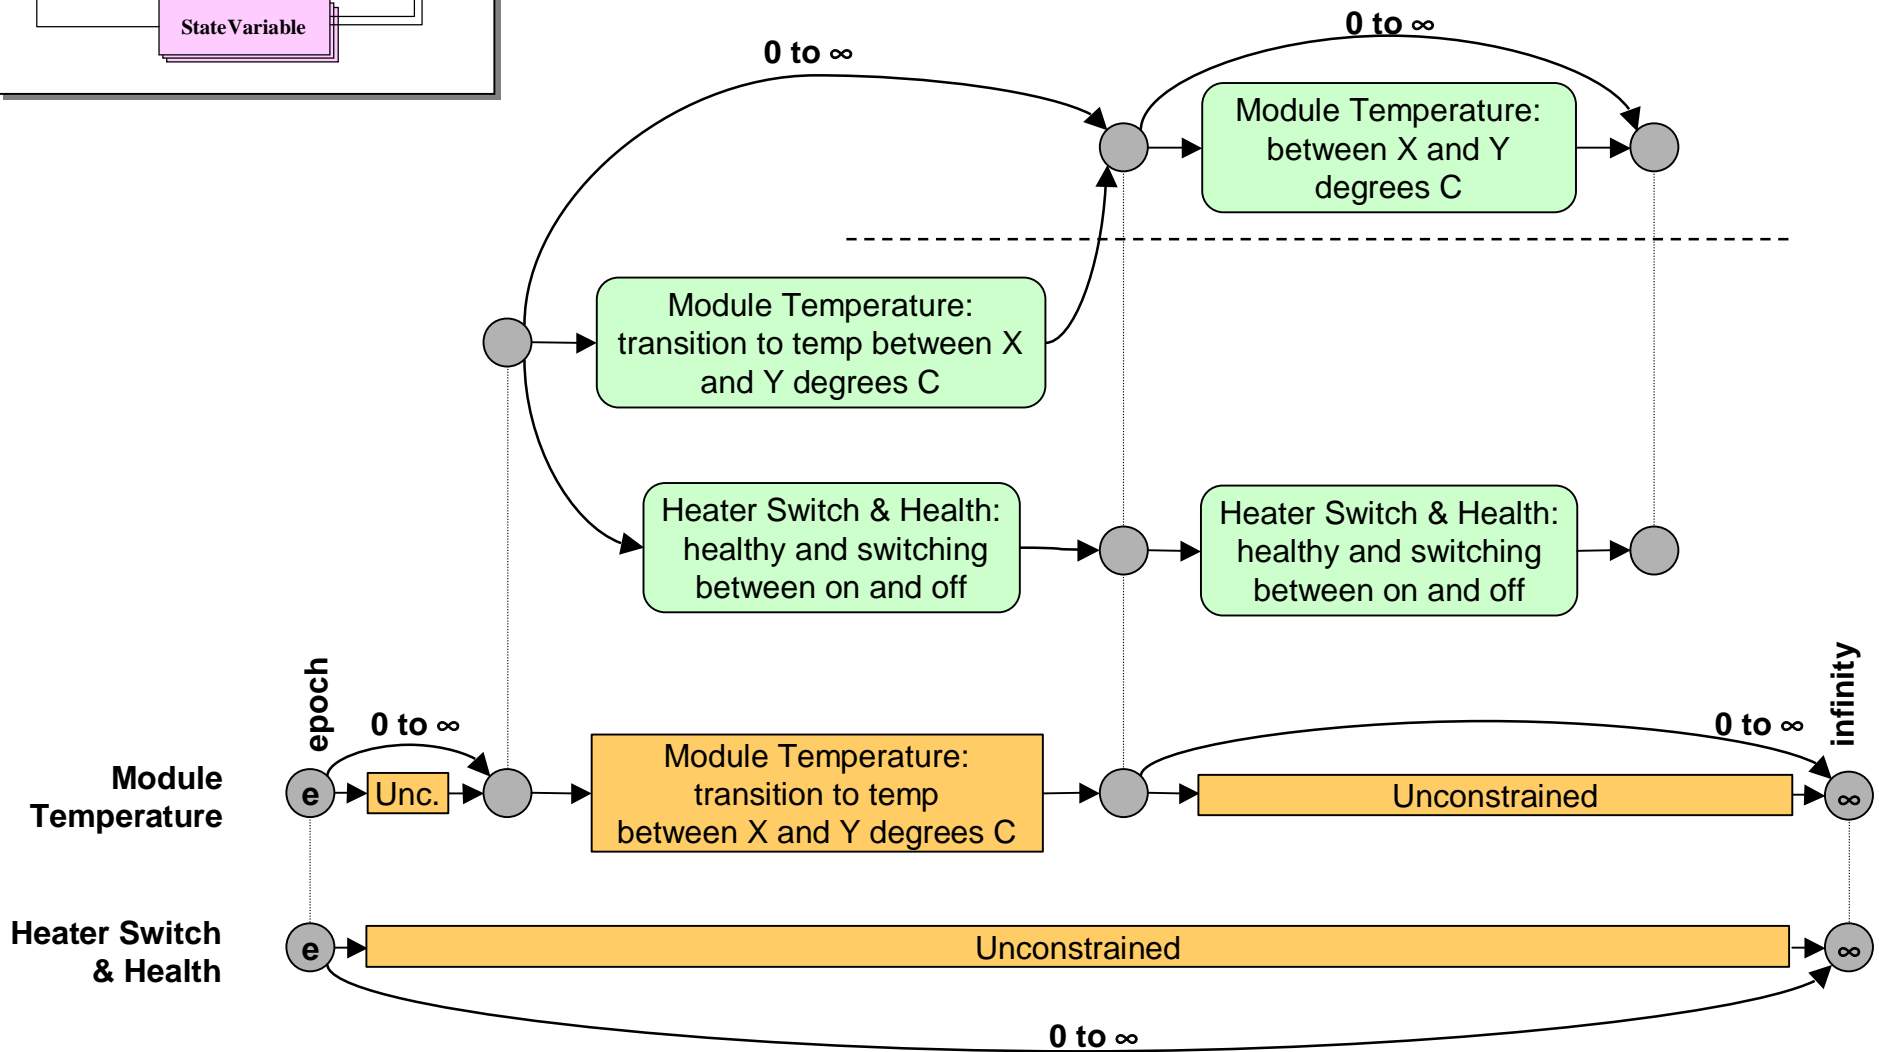 StateVariable
0 to ∞
0 to ∞
Module Temperature:
between X and Y
degrees C
Module Temperature:
transition to temp between X
and Y degrees C
Heater Switch & Health:
healthy and switching
between on and off
Heater Switch & Health:
healthy and switching
between on and off
epoch
infinity
0 to ∞
0 to ∞
Module
Temperature
e
Unc.
Module Temperature:
transition to temp
between X and Y degrees C
Unconstrained
∞
Heater Switch
& Health
e
Unconstrained
∞
0 to ∞